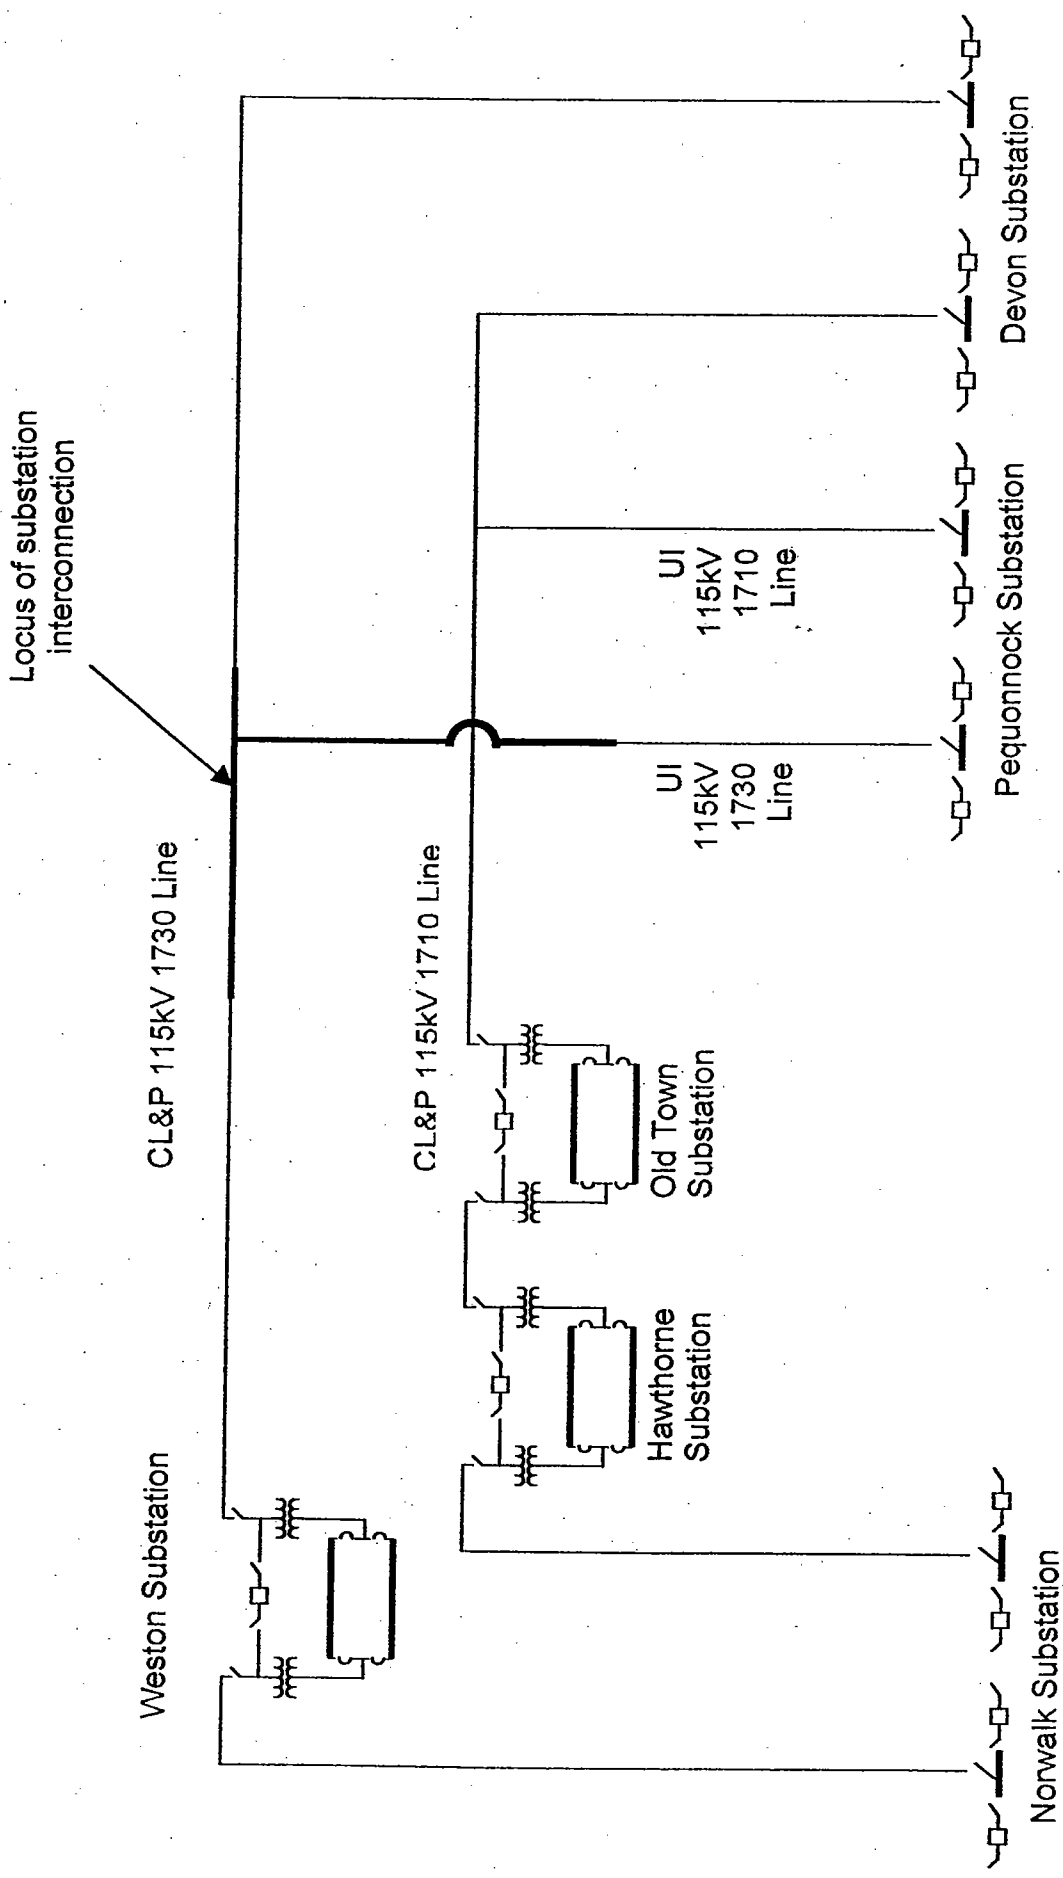 Locus of substation
interconnection
CL&P 115kV 1730 Line
Weston Substation
CL&P 115kV 1710 Line
Old Town
Substation
Hawthorne
Substation
UI
115kV
1730
Line
UI
115kV
1710
Line
Norwalk Substation
Pequonnock Substation
Devon Substation